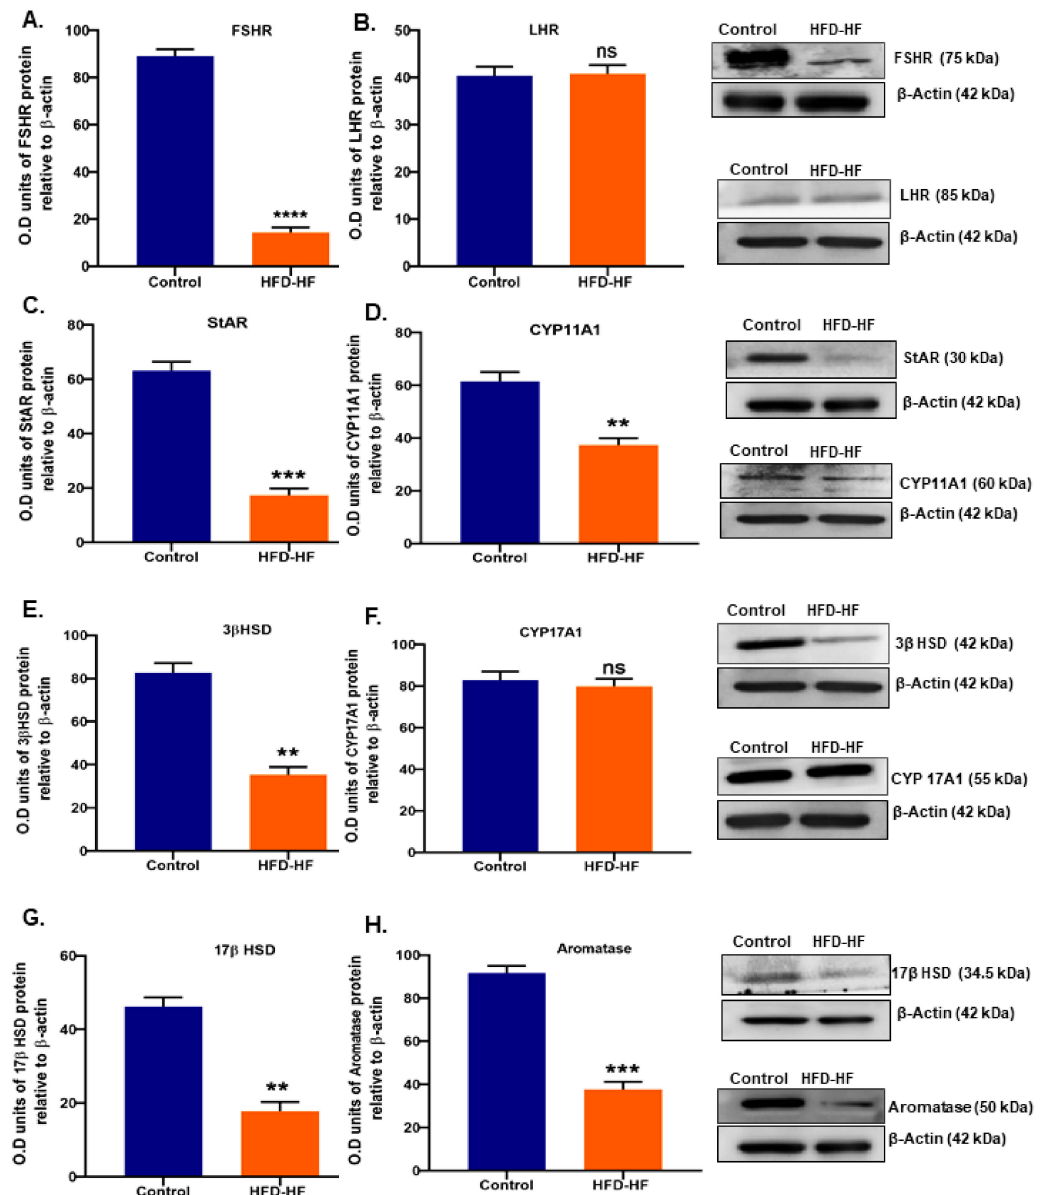 A.
FSHR
O.D units of FSHR protein
relative to β-actin
100
80
60
40
20
0
****
Control
HFD-HF
B.
LHR
O.D units of LHR protein
relative to β-actin
50
40
30
20
10
0
ns
Control
HFD-HF
Control
HFD-HF
FSHR (75 kDa)
β-Actin (42 kDa)
Control
HFD-HF
LHR (85 kDa)
β-Actin (42 kDa)
C.
StAR
O.D units of StAR protein
relative to β-actin
80
60
40
20
0
***
Control
HFD-HF
D.
CYP11A1
O.D units of CYP11A1 protein
relative to β-actin
80
60
40
20
0
**
Control
HFD-HF
Control
HFD-HF
StAR (30 kDa)
β-Actin (42 kDa)
Control
HFD-HF
CYP11A1 (60 kDa)
β-Actin (42 kDa)
E.
3βHSD
O.D units of 3βHSD protein
relative to β-actin
100
80
60
40
20
0
**
Control
HFD-HF
F.
CYP17A1
O.D units of CYP17A1 protein
relative to β-actin
100
80
60
40
20
0
ns
Control
HFD-HF
Control
HFD-HF
3β HSD (42 kDa)
β-Actin (42 kDa)
Control
HFD-HF
CYP 17A1 (55 kDa)
β-Actin (42 kDa)
G.
17β HSD
O.D units of 17β HSD protein
relative to β-actin
60
40
20
0
**
Control
HFD-HF
H.
Aromatase
O.D units of Aromatase protein
relative to β-actin
100
80
60
40
20
0
***
Control
HFD-HF
Control
HFD-HF
17β HSD (34.5 kDa)
β-Actin (42 kDa)
Control
HFD-HF
Aromatase (50 kDa)
β-Actin (42 kDa)